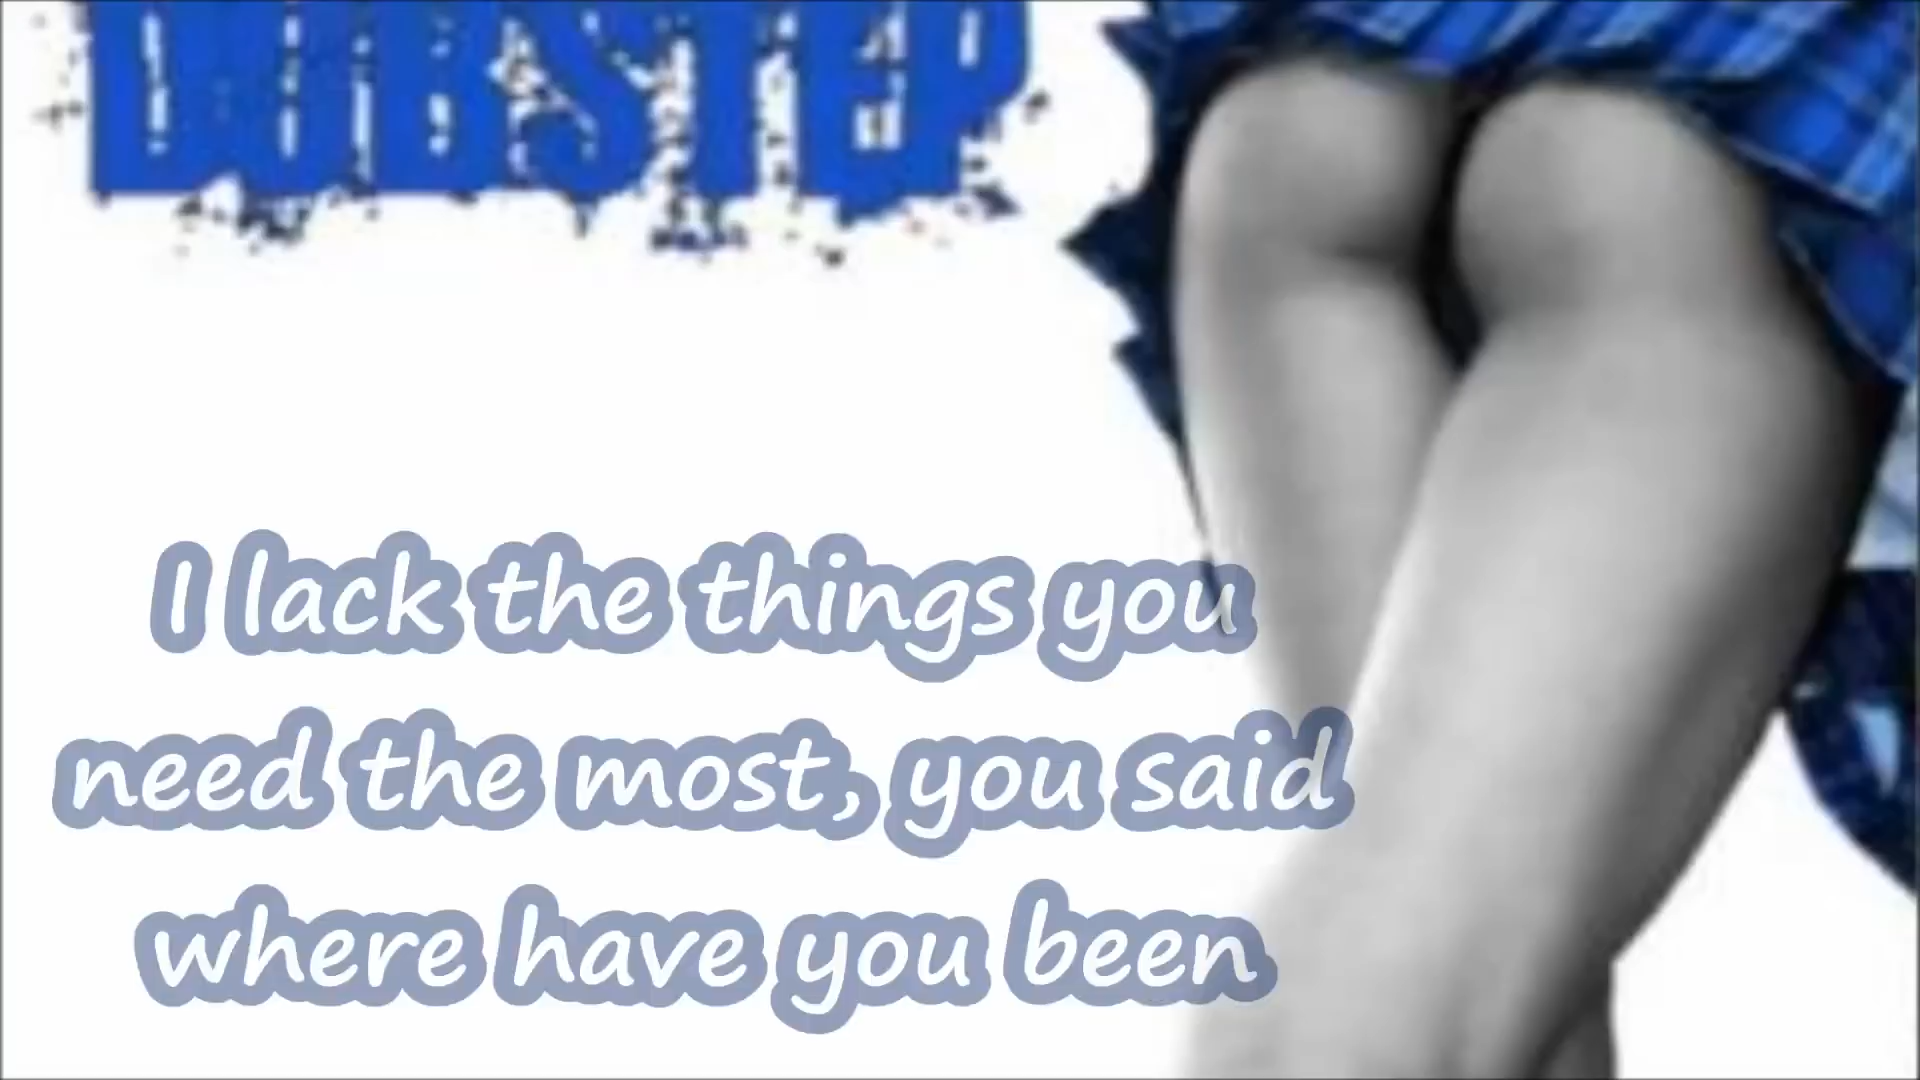 DUBSTEP
I lack the things you
need the most, you said
where have you been